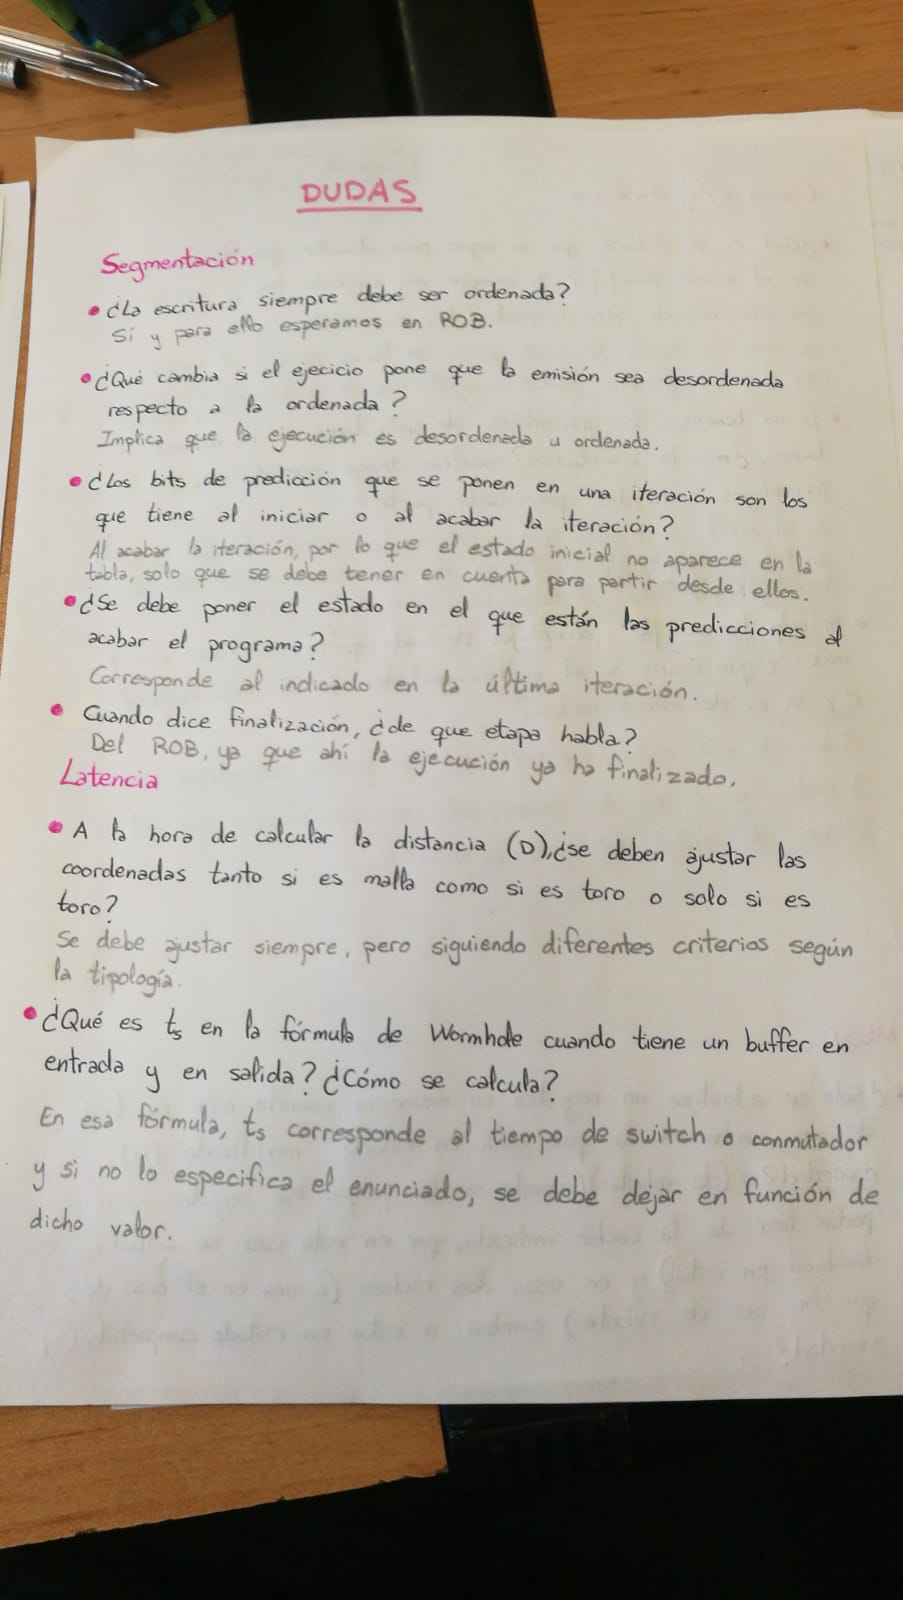 DUDAS
Segmentación
• ¿La escritura siempre debe ser ordenada?
Sí y para ello esperamos en ROB.
• ¿Qué cambia si el ejecicio pone que la emisión sea desordenada
respecto a la ordenada?
Implica que la ejecución es desordenada u ordenada.
• ¿Los bits de predicción que se ponen en una iteración son los
que tiene al iniciar o al acabar la iteración?
Al acabar la iteración, por lo que el estado inicial no aparece en la
tabla, solo que se debe tener en cuenta para partir desde ellos.
• ¿Se debe poner el estado en el que están las predicciones al
acabar el programa?
Corresponde al indicado en la última iteración.
• Cuando dice finalización, ¿de que etapa habla?
Del ROB, ya que ahí la ejecución ya ha finalizado.
Latencia
• A la hora de calcular la distancia (D), ¿se deben ajustar las
coordenadas tanto si es malla como si es toro o solo si es
toro?
Se debe ajustar siempre, pero siguiendo diferentes criterios según
la tipología.
• ¿Qué es ts en la fórmula de Wormhole cuando tiene un buffer en
entrada y en salida? ¿Cómo se calcula?
En esa fórmula, ts corresponde al tiempo de switch o conmutador
y si no lo especifica el enunciado, se debe dejar en función de
dicho valor.